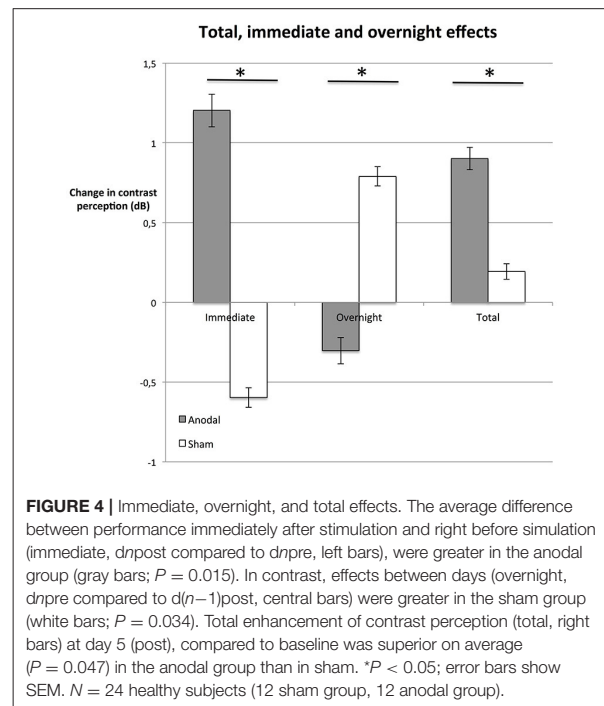 Total, immediate and overnight effects
1,5
*
*
*
1
Change in contrast
perception (dB)
0,5
0
Immediate
Overnight
Total
-0,5
Anodal
Sham
-1
FIGURE 4 | Immediate, overnight, and total effects. The average difference
between performance immediately after stimulation and right before simulation
(immediate, dnpost compared to dnpre, left bars), were greater in the anodal
group (gray bars; P = 0.015). In contrast, effects between days (overnight,
dnpre compared to d(n−1)post, central bars) were greater in the sham group
(white bars; P = 0.034). Total enhancement of contrast perception (total, right
bars) at day 5 (post), compared to baseline was superior on average
(P = 0.047) in the anodal group than in sham. *P < 0.05; error bars show
SEM. N = 24 healthy subjects (12 sham group, 12 anodal group).